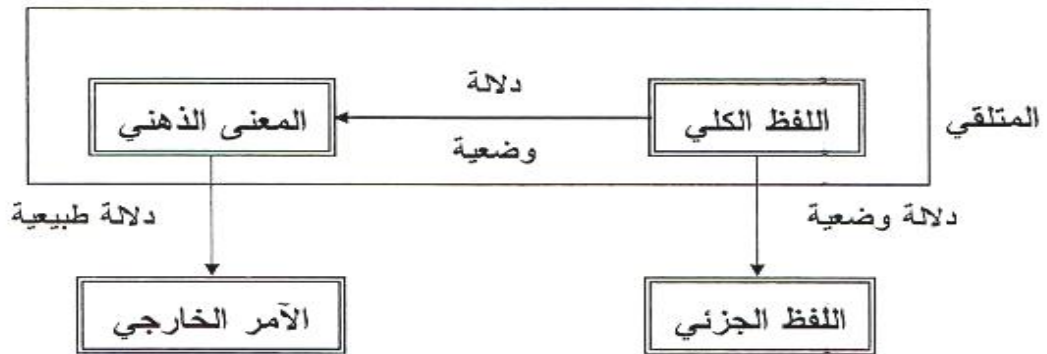 المتلقي
اللفظ الكلي
دلالة
وضعية
المعنى الذهني
دلالة وضعية
دلالة طبيعية
اللفظ الجزئي
الآمر الخارجي